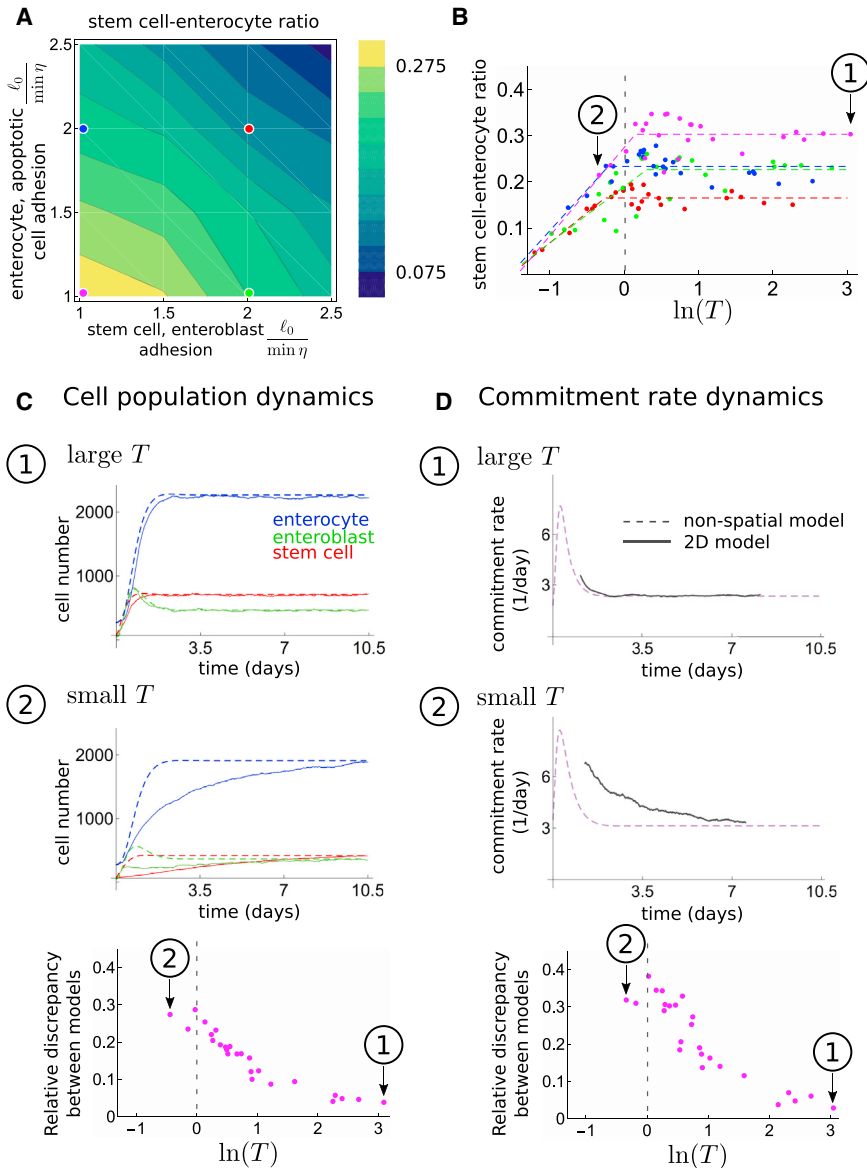 A
stem cell-enterocyte ratio
enterocyte, apoptotic
cell adhesion
ℓ0
min η
2.5
2
1.5
1
1
1.5
2
2.5
stem cell, enteroblast
adhesion
ℓ0
min η
0.275
0.075
B
stem cell-enterocyte ratio
0.4
0.3
0.2
0.1
2
1
−1
0
1
2
3
ln(T)
C
Cell population dynamics
1
large T
cell number
2000
1000
enterocyte
enteroblast
stem cell
3.5
7
10.5
time (days)
2
small T
cell number
2000
1000
3.5
7
10.5
time (days)
Relative discrepancy
between models
0.4
0.3
0.2
0.1
0
2
1
−1
0
1
2
3
ln(T)
D
Commitment rate dynamics
1
large T
commitment rate
(1/day)
6
3
non-spatial model
2D model
3.5
7
10.5
time (days)
2
small T
commitment rate
(1/day)
6
3
3.5
7
10.5
time (days)
Relative discrepancy
between models
0.4
0.3
0.2
0.1
0
2
1
−1
0
1
2
3
ln(T)